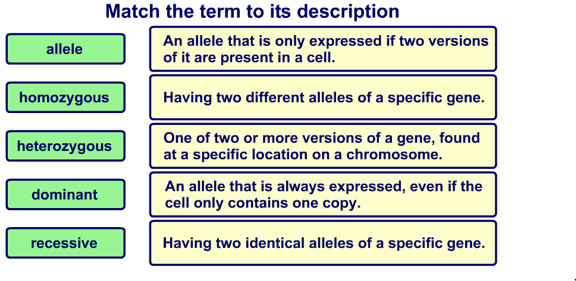 Match the term to its description
allele
An allele that is only expressed if two versions
of it are present in a cell.
homozygous
Having two different alleles of a specific gene.
heterozygous
One of two or more versions of a gene, found
at a specific location on a chromosome.
dominant
An allele that is always expressed, even if the
cell only contains one copy.
recessive
Having two identical alleles of a specific gene.